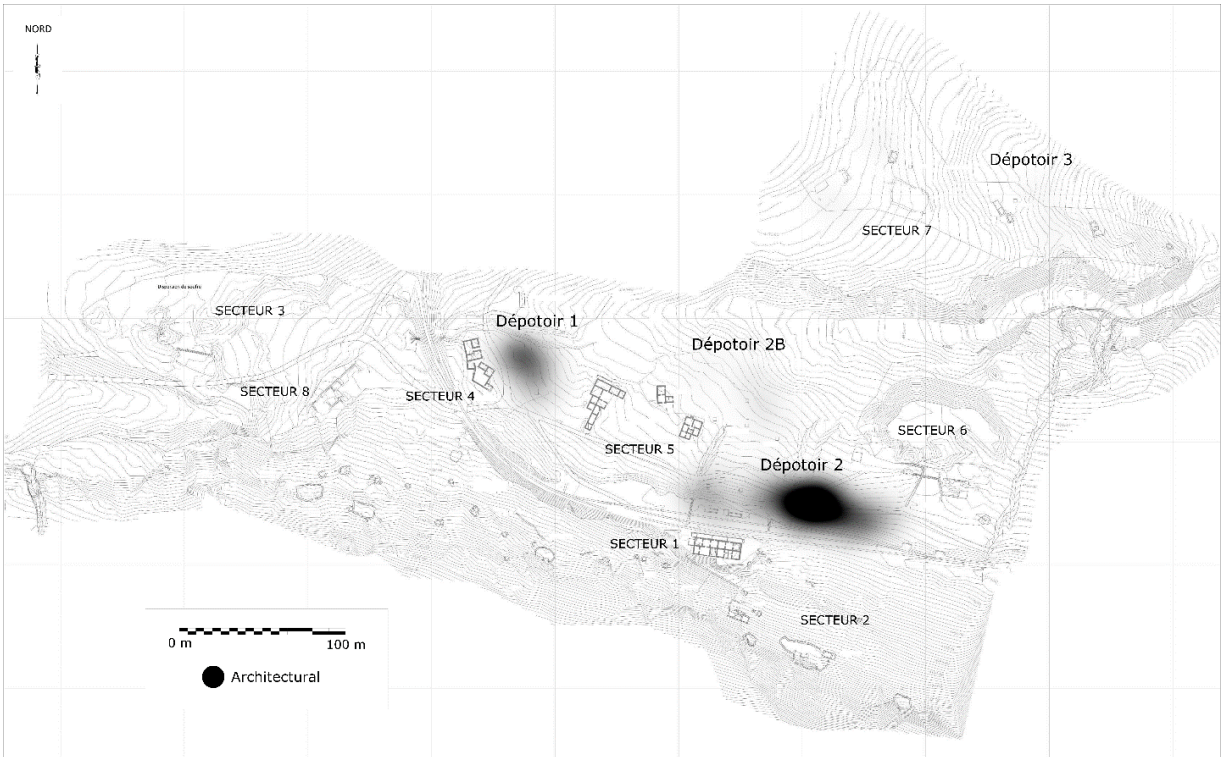 NORD
Dépotoir 3
SECTEUR 7
SECTEUR 3
Dépotoir 1
Dépotoir 2B
SECTEUR 8
SECTEUR 4
SECTEUR 6
SECTEUR 5
Dépotoir 2
SECTEUR 1
SECTEUR 2
0 m 100 m
Architectural